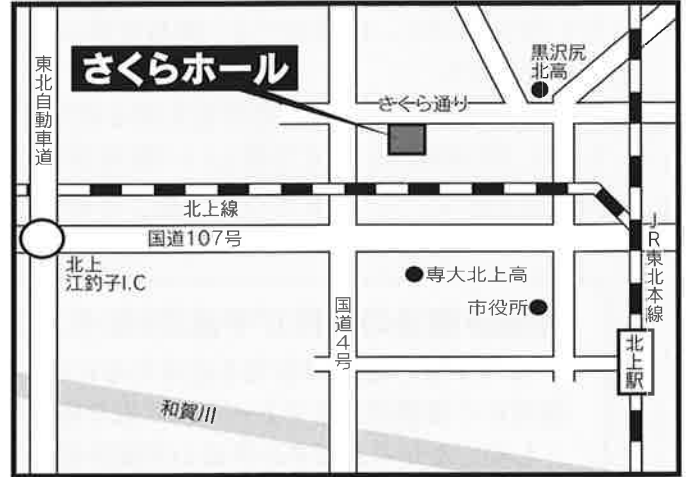 東北自動車道
さくらホール
黒沢尻
北高
さくら通り
北上線
国道107号
北上
江釣子I.C
JR東北本線
専大北上高
市役所
国道4号
北上駅
和賀川